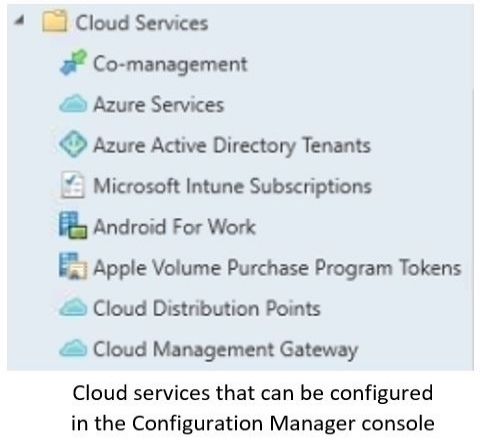 Cloud Services
Co-management
Azure Services
Azure Active Directory Tenants
Microsoft Intune Subscriptions
Android For Work
Apple Volume Purchase Program Tokens
Cloud Distribution Points
Cloud Management Gateway
Cloud services that can be configured
in the Configuration Manager console